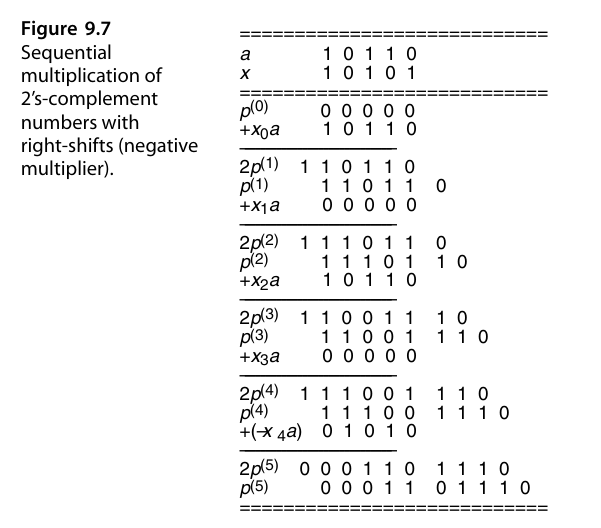 Figure 9.7
Sequential
multiplication of
2's-complement
numbers with
right-shifts (negative
multiplier).
============================
a 1 0 1 1 0
x 1 0 1 0 1
============================
p(0) 0 0 0 0 0
+x0a 1 0 1 1 0
2p(1) 1 1 0 1 1 0
p(1) 1 1 0 1 1 0
+x1a 0 0 0 0 0
2p(2) 1 1 1 0 1 1 0
p(2) 1 1 1 0 1 1 0
+x2a 1 0 1 1 0
2p(3) 1 1 0 0 1 1 1 0
p(3) 1 1 0 0 1 1 1 0
+x3a 0 0 0 0 0
2p(4) 1 1 1 0 0 1 1 1 0
p(4) 1 1 1 0 0 1 1 1 0
+(-x4a) 0 1 0 1 0
2p(5) 0 0 0 1 1 0 1 1 1 0
p(5) 0 0 0 1 1 0 1 1 1 0
============================